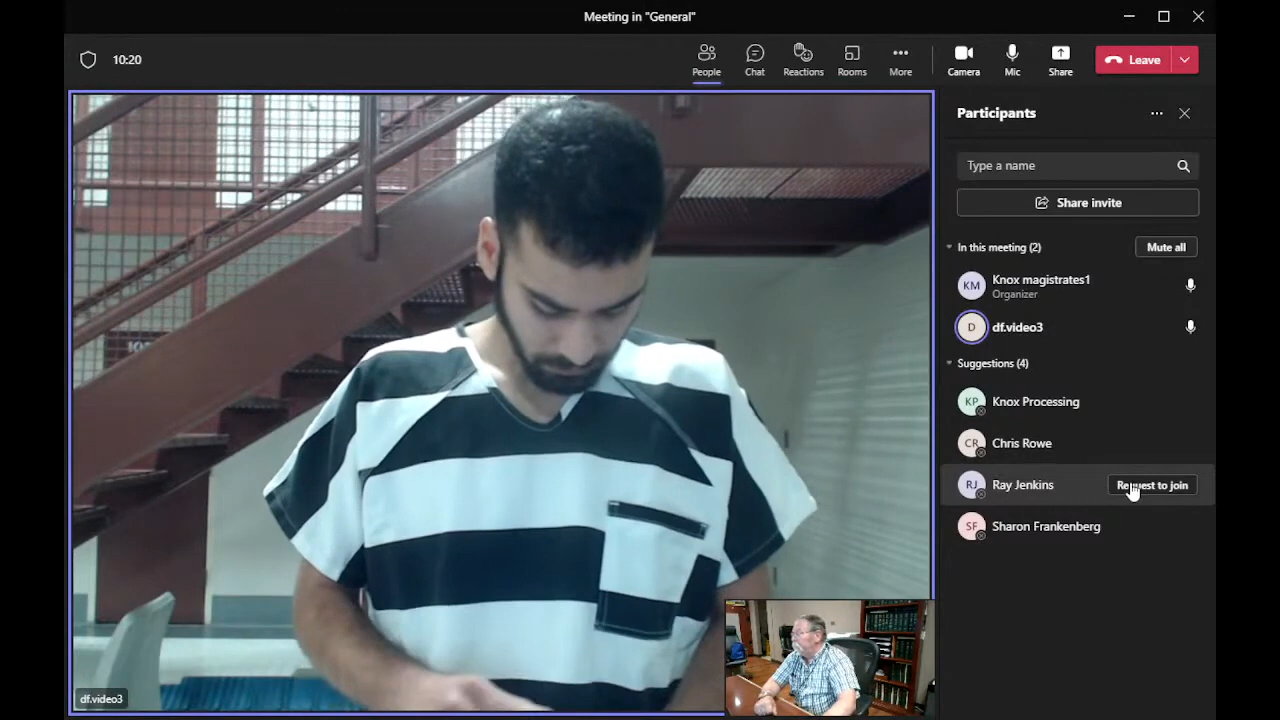 Meeting in "General"
10:20
People
Chat
Reactions
Rooms
More
Camera
Mic
Share
Leave
Participants
Type a name
Share invite
In this meeting (2)
Mute all
KM
Knox magistrates1
Organizer
D
df.video3
Suggestions (4)
KP
Knox Processing
CR
Chris Rowe
RJ
Ray Jenkins
Request to join
SF
Sharon Frankenberg
df.video3